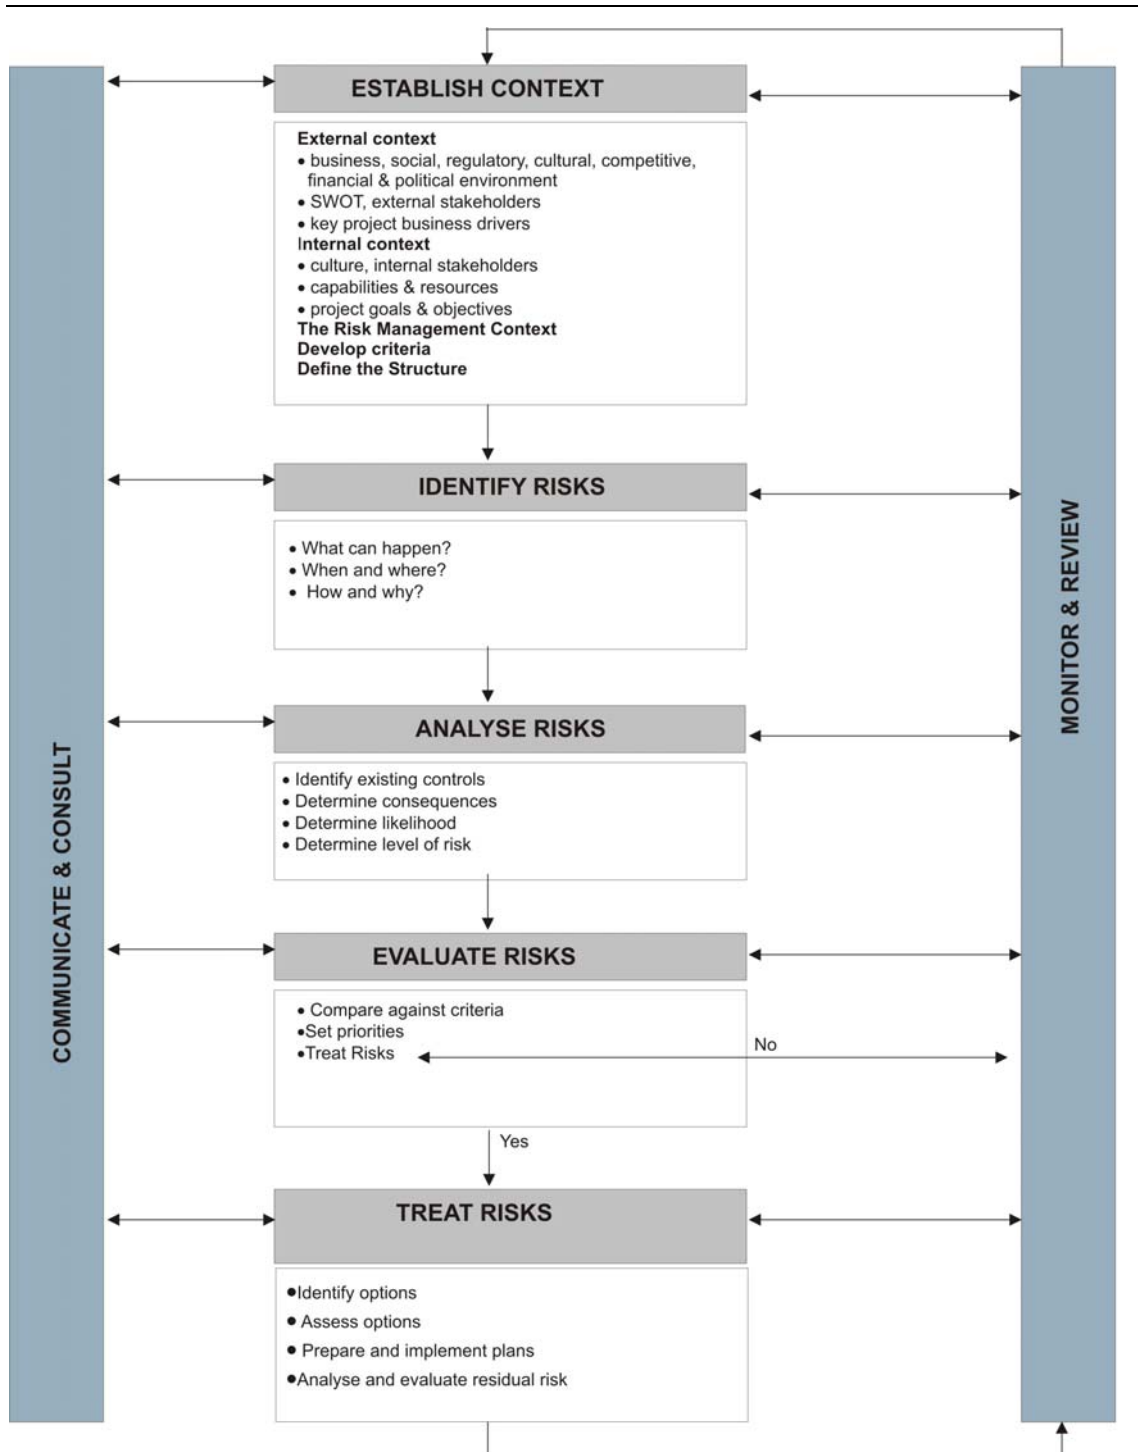 ESTABLISH CONTEXT
External context
• business, social, regulatory, cultural, competitive,
financial & political environment
• SWOT, external stakeholders
• key project business drivers
Internal context
• culture, internal stakeholders
• capabilities & resources
• project goals & objectives
The Risk Management Context
Develop criteria
Define the Structure
IDENTIFY RISKS
• What can happen?
• When and where?
• How and why?
ANALYSE RISKS
• Identify existing controls
• Determine consequences
• Determine likelihood
• Determine level of risk
EVALUATE RISKS
• Compare against criteria
•Set priorities
•Treat Risks
No
Yes
TREAT RISKS
•Identify options
• Assess options
• Prepare and implement plans
•Analyse and evaluate residual risk
COMMUNICATE & CONSULT
MONITOR & REVIEW